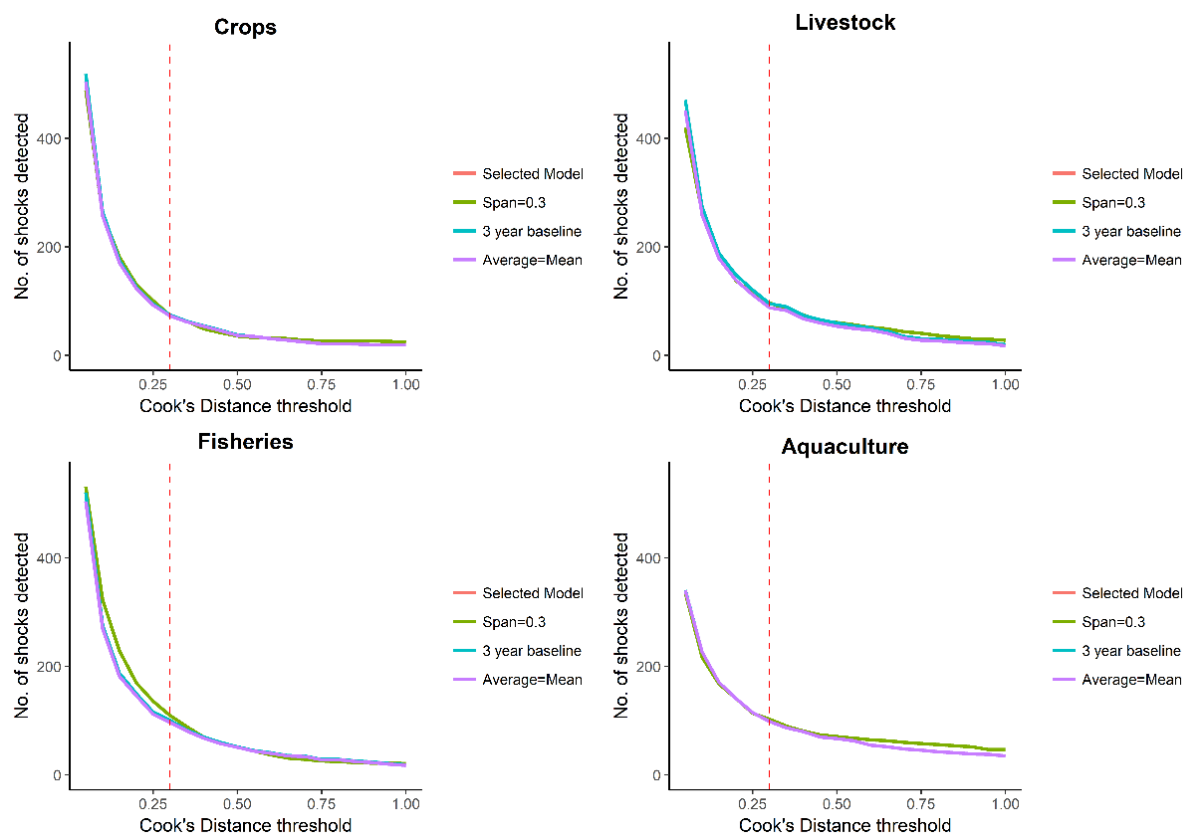 Crops
No. of shocks detected
400
200
0
0.25 0.50 0.75 1.00
Cook's Distance threshold
Selected Model
Span=0.3
3 year baseline
Average=Mean
Livestock
No. of shocks detected
400
200
0
0.25 0.50 0.75 1.00
Cook's Distance threshold
Selected Model
Span=0.3
3 year baseline
Average=Mean
Fisheries
No. of shocks detected
400
200
0
0.25 0.50 0.75 1.00
Cook's Distance threshold
Selected Model
Span=0.3
3 year baseline
Average=Mean
Aquaculture
No. of shocks detected
400
200
0
0.25 0.50 0.75 1.00
Cook's Distance threshold
Selected Model
Span=0.3
3 year baseline
Average=Mean